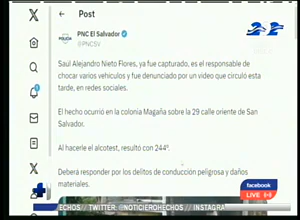 Post
PNC El Salvador
@PNCSV
Saul Alejandro Nieto Flores, ya fue capturado, es el responsable de
chocar varios vehículos y fue denunciado por un video que circuló esta
tarde, en redes sociales.
El hecho ocurrió en la colonia Magaña sobre la 29 calle oriente de San
Salvador.
Al hacerle el alcotest, resultó con 244°.
Deberá responder por los delitos de conducción peligrosa y daños
materiales.
facebook
LIVE
ECHOS// TWITTER: @NOTICIEROHECHOS // INSTAGRA